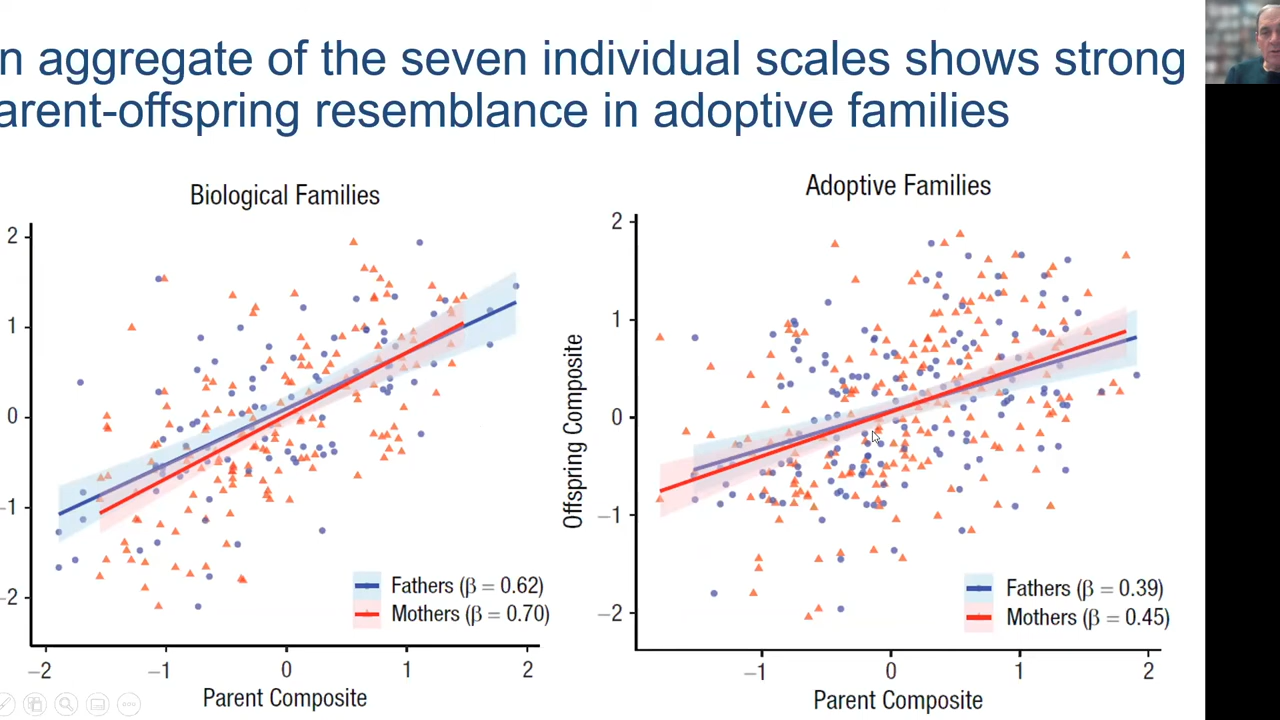 n aggregate of the seven individual scales shows strong
arent-offspring resemblance in adoptive families
Biological Families
2
1
0
−1
−2
Fathers (β = 0.62)
Mothers (β = 0.70)
−2 −1 0 1 2
Parent Composite
Adoptive Families
Offspring Composite
2
1
0
−1
−2
Fathers (β = 0.39)
Mothers (β = 0.45)
−1 0 1 2
Parent Composite